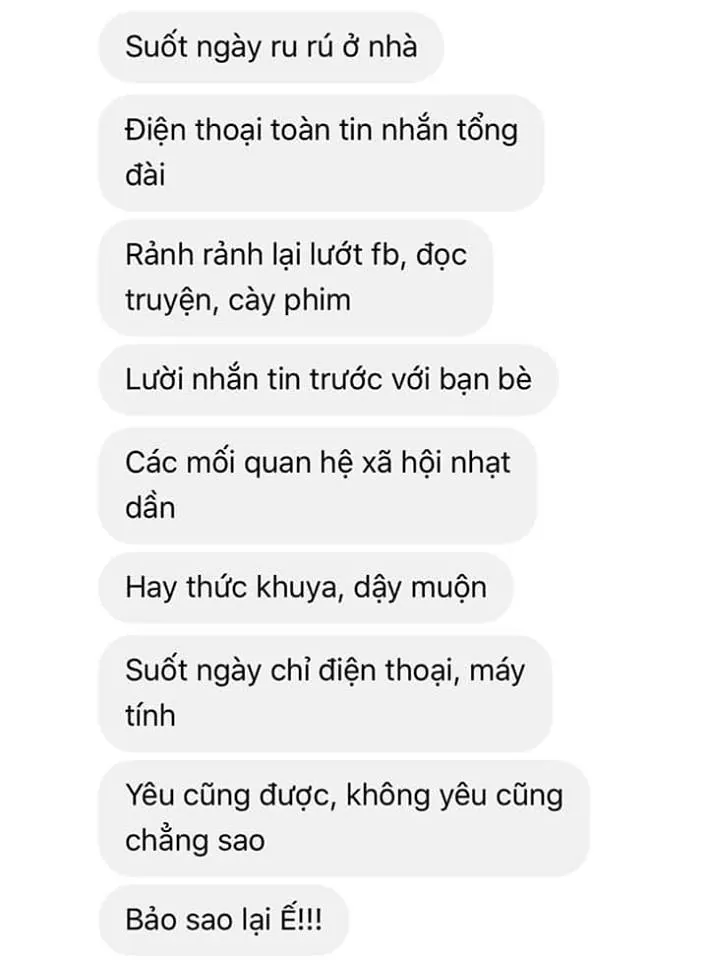 Suốt ngày ru rú ở nhà
Điện thoại toàn tin nhắn tổng
đài
Rảnh rảnh lại lướt fb, đọc
truyện, cày phim
Lười nhắn tin trước với bạn bè
Các mối quan hệ xã hội nhạt
dần
Hay thức khuya, dậy muộn
Suốt ngày chỉ điện thoại, máy
tính
Yêu cũng được, không yêu cũng
chẳng sao
Bảo sao lại Ế!!!